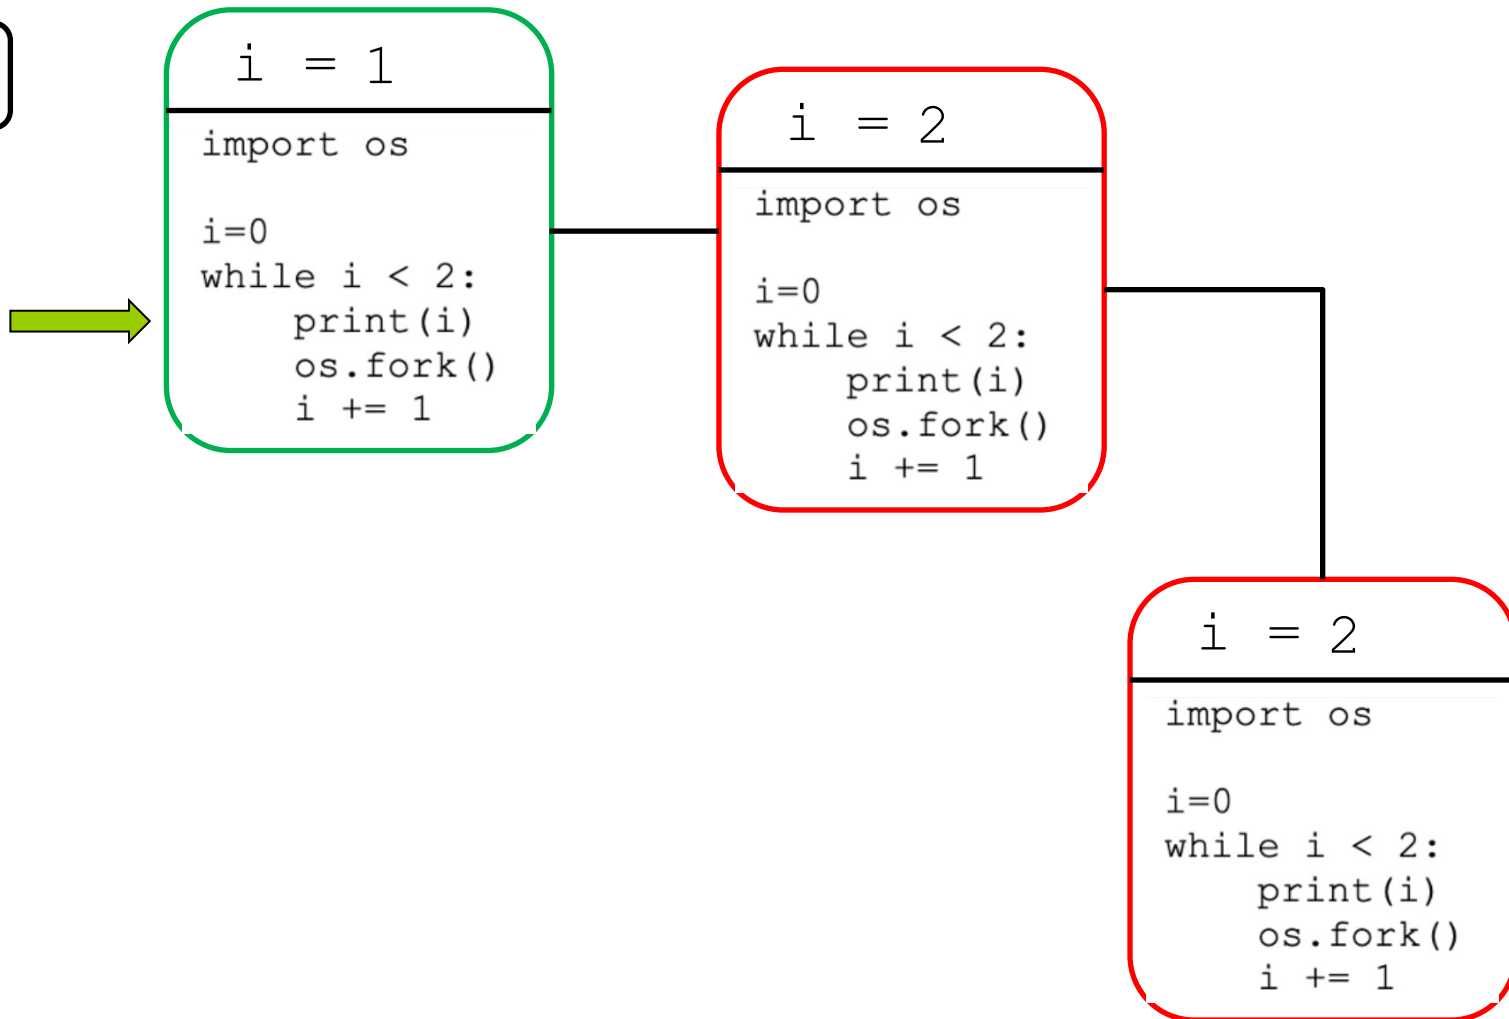 i = 1
import os
i=0
while i < 2:
print(i)
os.fork()
i += 1
i = 2
import os
i=0
while i < 2:
print(i)
os.fork()
i += 1
i = 2
import os
i=0
while i < 2:
print(i)
os.fork()
i += 1